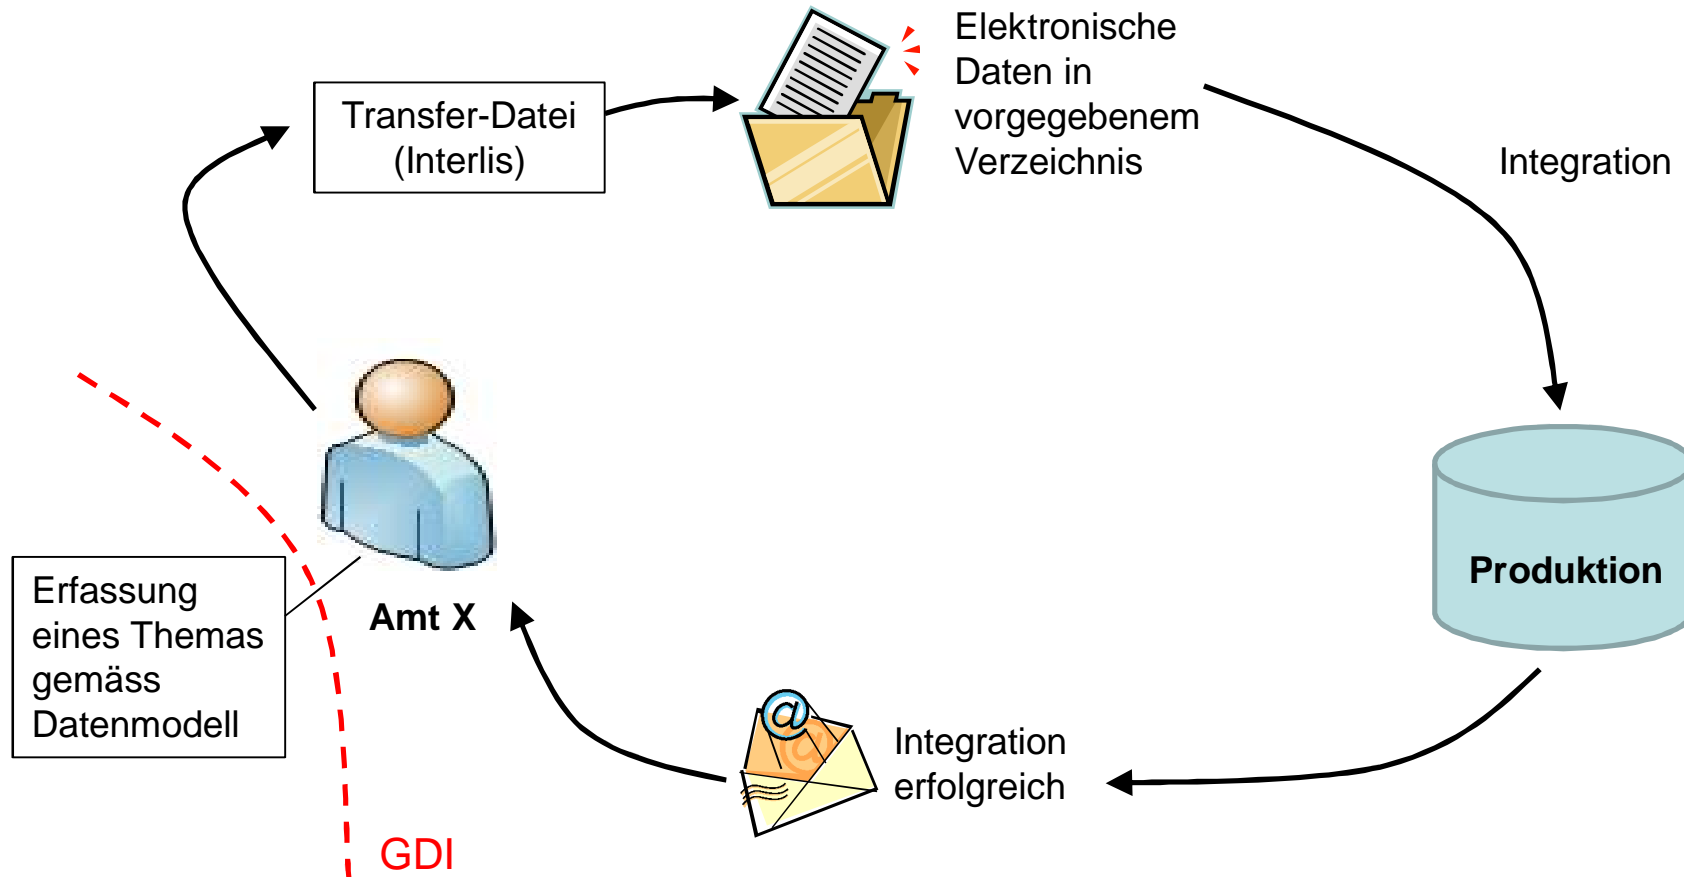 Elektronische
Daten in
vorgegebenem
Verzeichnis
Transfer-Datei
(Interlis)
Integration
Produktion
Erfassung
eines Themas
gemäss
Datenmodell
Amt X
Integration
erfolgreich
GDI